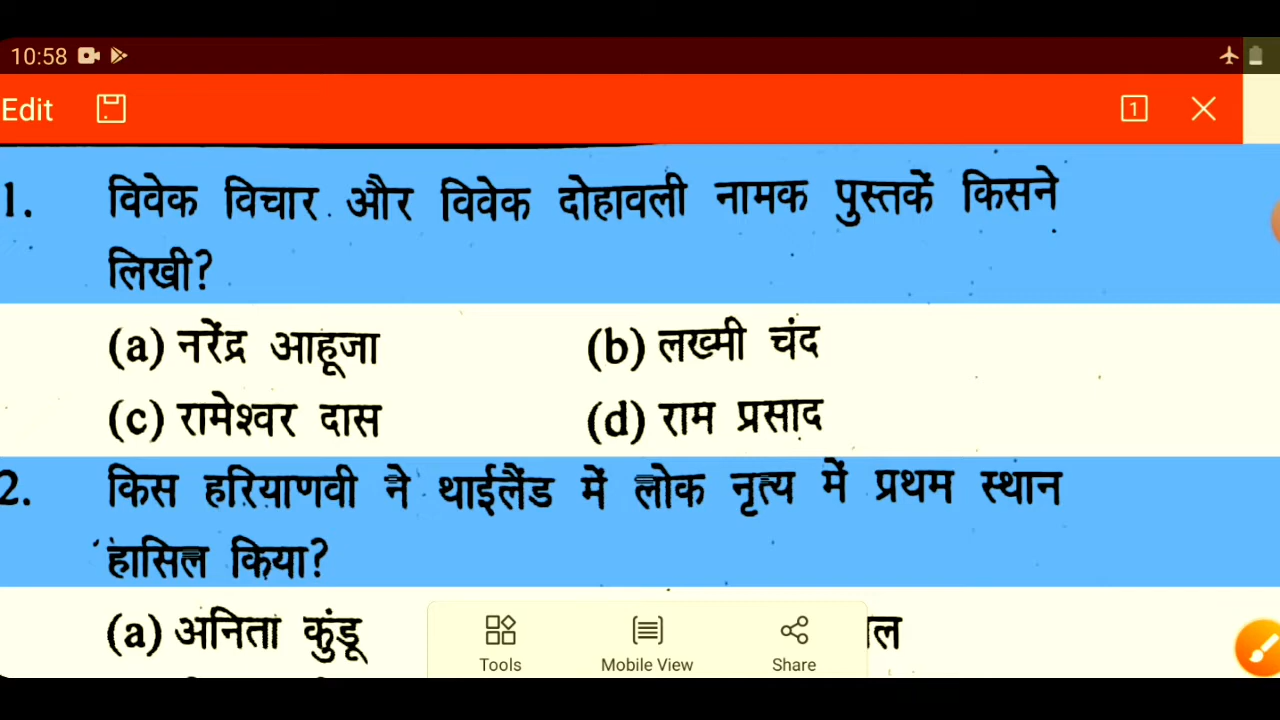 10:58
Edit 1
1. विवेक विचार और विवेक दोहावली नामक पुस्तकें किसने
लिखी?
(a) नरेंद्र आहूजा (b) लख्मी चंद
(c) रामेश्वर दास (d) राम प्रसाद
2. किस हरियाणवी ने थाईलैंड में लोक नृत्य में प्रथम स्थान
हासिल किया?
(a) अनिता कुंडू
Tools Mobile View Share